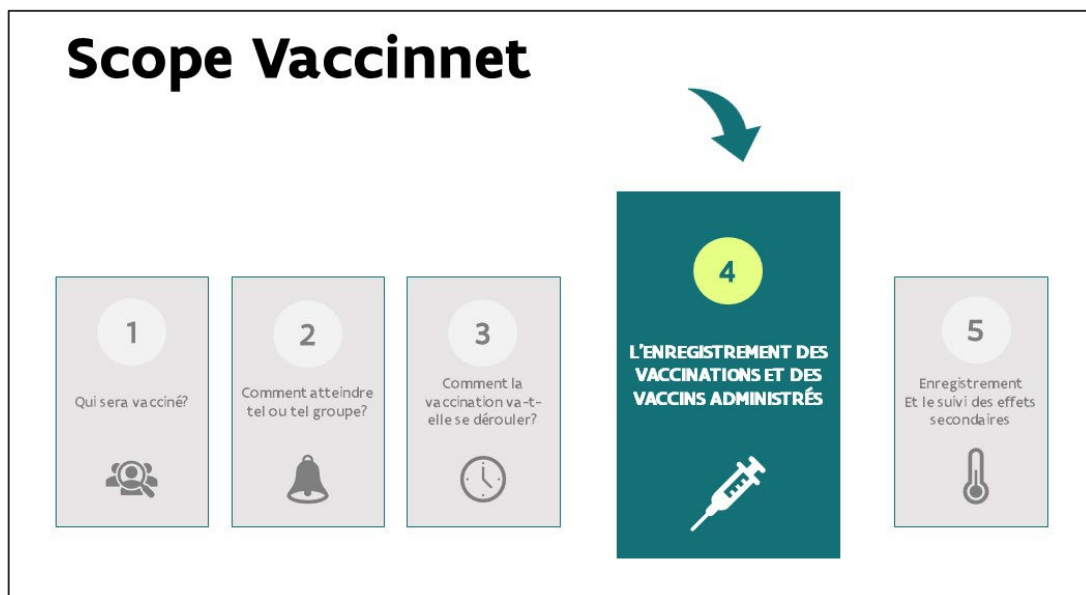 Scope Vaccinnet
1
Qui sera vacciné?
2
Comment atteindre
tel ou tel groupe?
3
Comment la
vaccination va-t-
elle se dérouler?
4
L'ENREGISTREMENT DES
VACCINATIONS ET DES
VACCINS ADMINISTRÉS
5
Enregistrement
Et le suivi des effets
secondaires